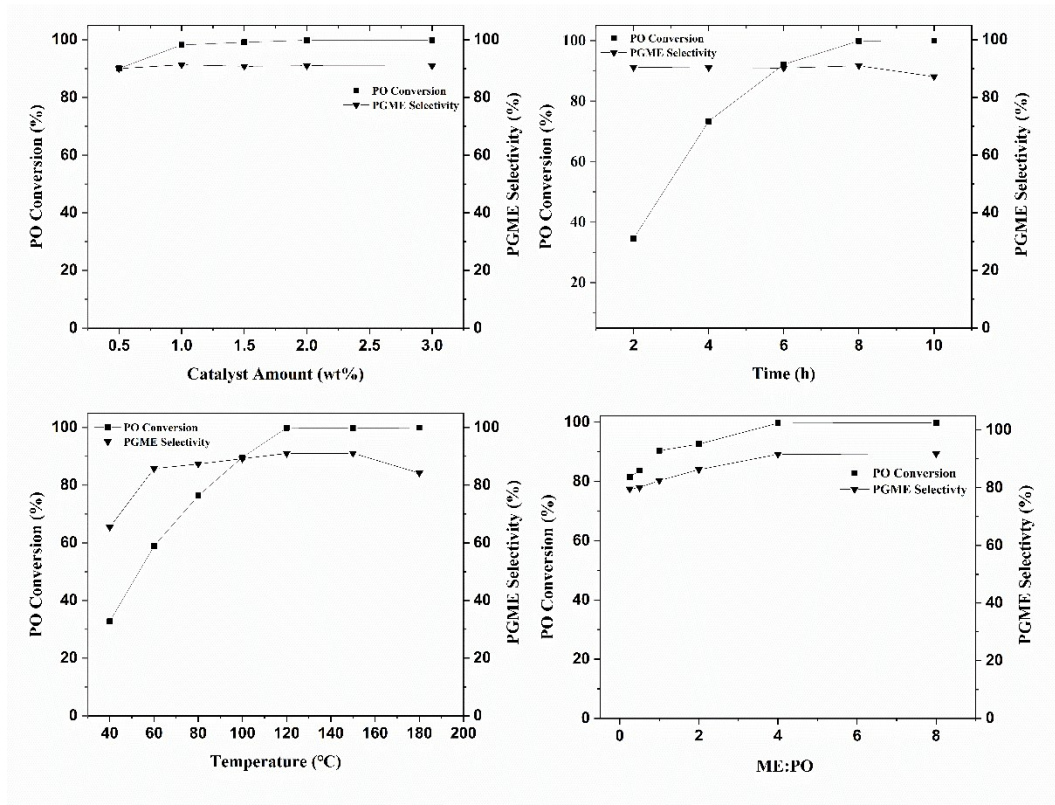 100
80
60
40
20
0
PO Conversion (%)
0.5 1.0 1.5 2.0 2.5 3.0
Catalyst Amount (wt%)
PO Conversion
PGME Selectivity
100
80
60
40
20
0
PGME Selectivity (%)
100
80
60
40
20
PO Conversion (%)
2 4 6 8 10
Time (h)
PO Conversion
PGME Selectivity
100
80
60
40
20
0
PGME Selectivity (%)
100
80
60
40
20
0
PO Conversion (%)
40 60 80 100 120 140 160 180 200
Temperature (°C)
PO Conversion
PGME Selectivity
100
80
60
40
20
0
PGME Selectivity (%)
100
80
60
40
20
0
PO Conversion (%)
0 2 4 6 8
ME:PO
PO Conversion
PGME Selectivty
100
80
60
40
20
0
PGME Selectivity (%)